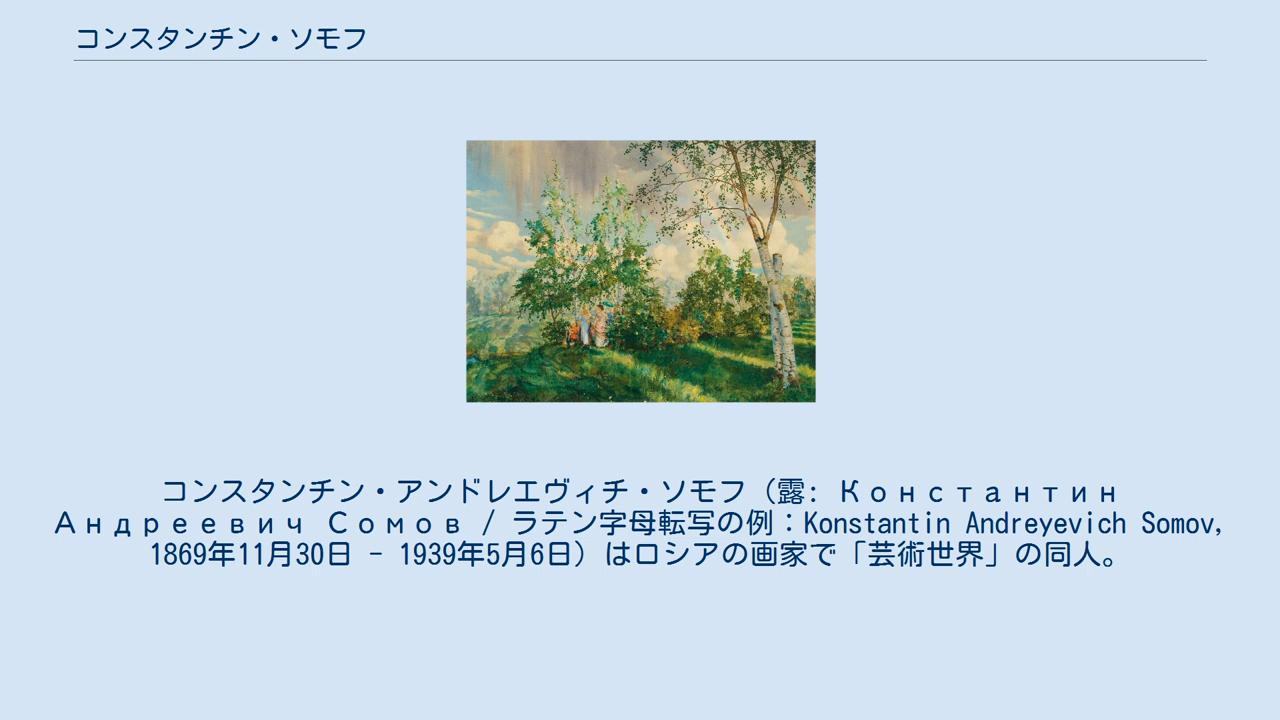 コンスタンチン・ソモフ
コンスタンチン・アンドレエヴィチ・ソモフ（露: Константин
Андреевич Сомов / ラテン字母転写の例：Konstantin Andreyevich Somov,
1869年11月30日 - 1939年5月6日）はロシアの画家で「芸術世界」の同人。